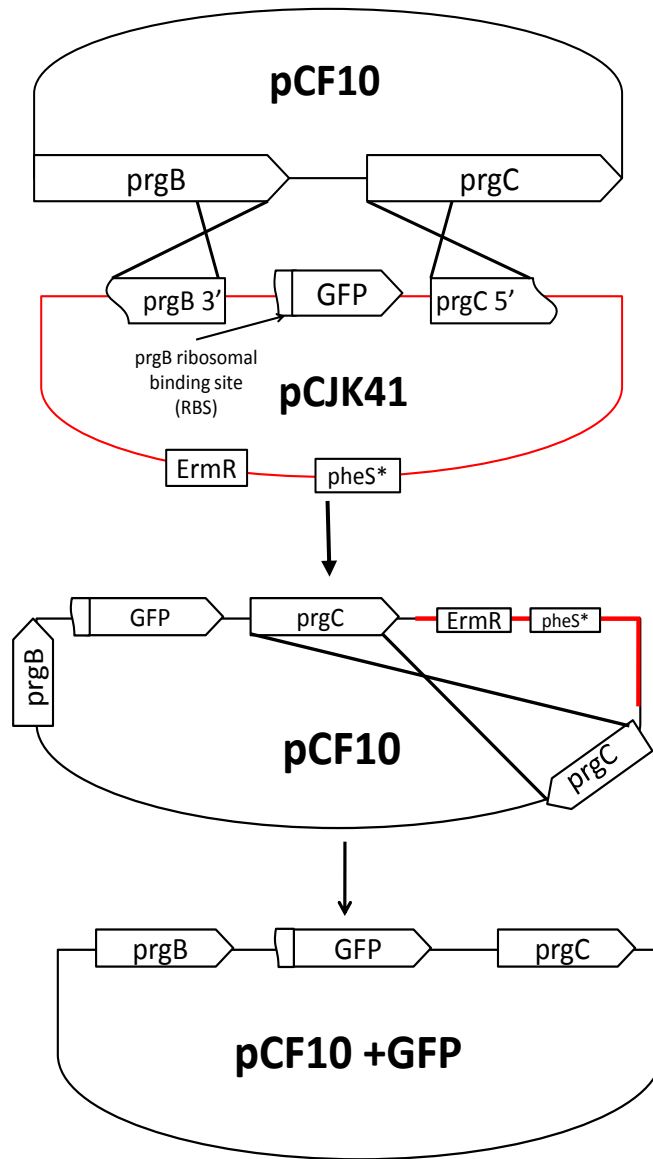 pCF10
prgB
prgC
prgB 3’
GFP
prgC 5’
prgB ribosomal
binding site
(RBS)
pCJK41
ErmR
pheS*
GFP
prgC
ErmR
pheS*
prgB
pCF10
prgC
prgB
GFP
prgC
pCF10 +GFP